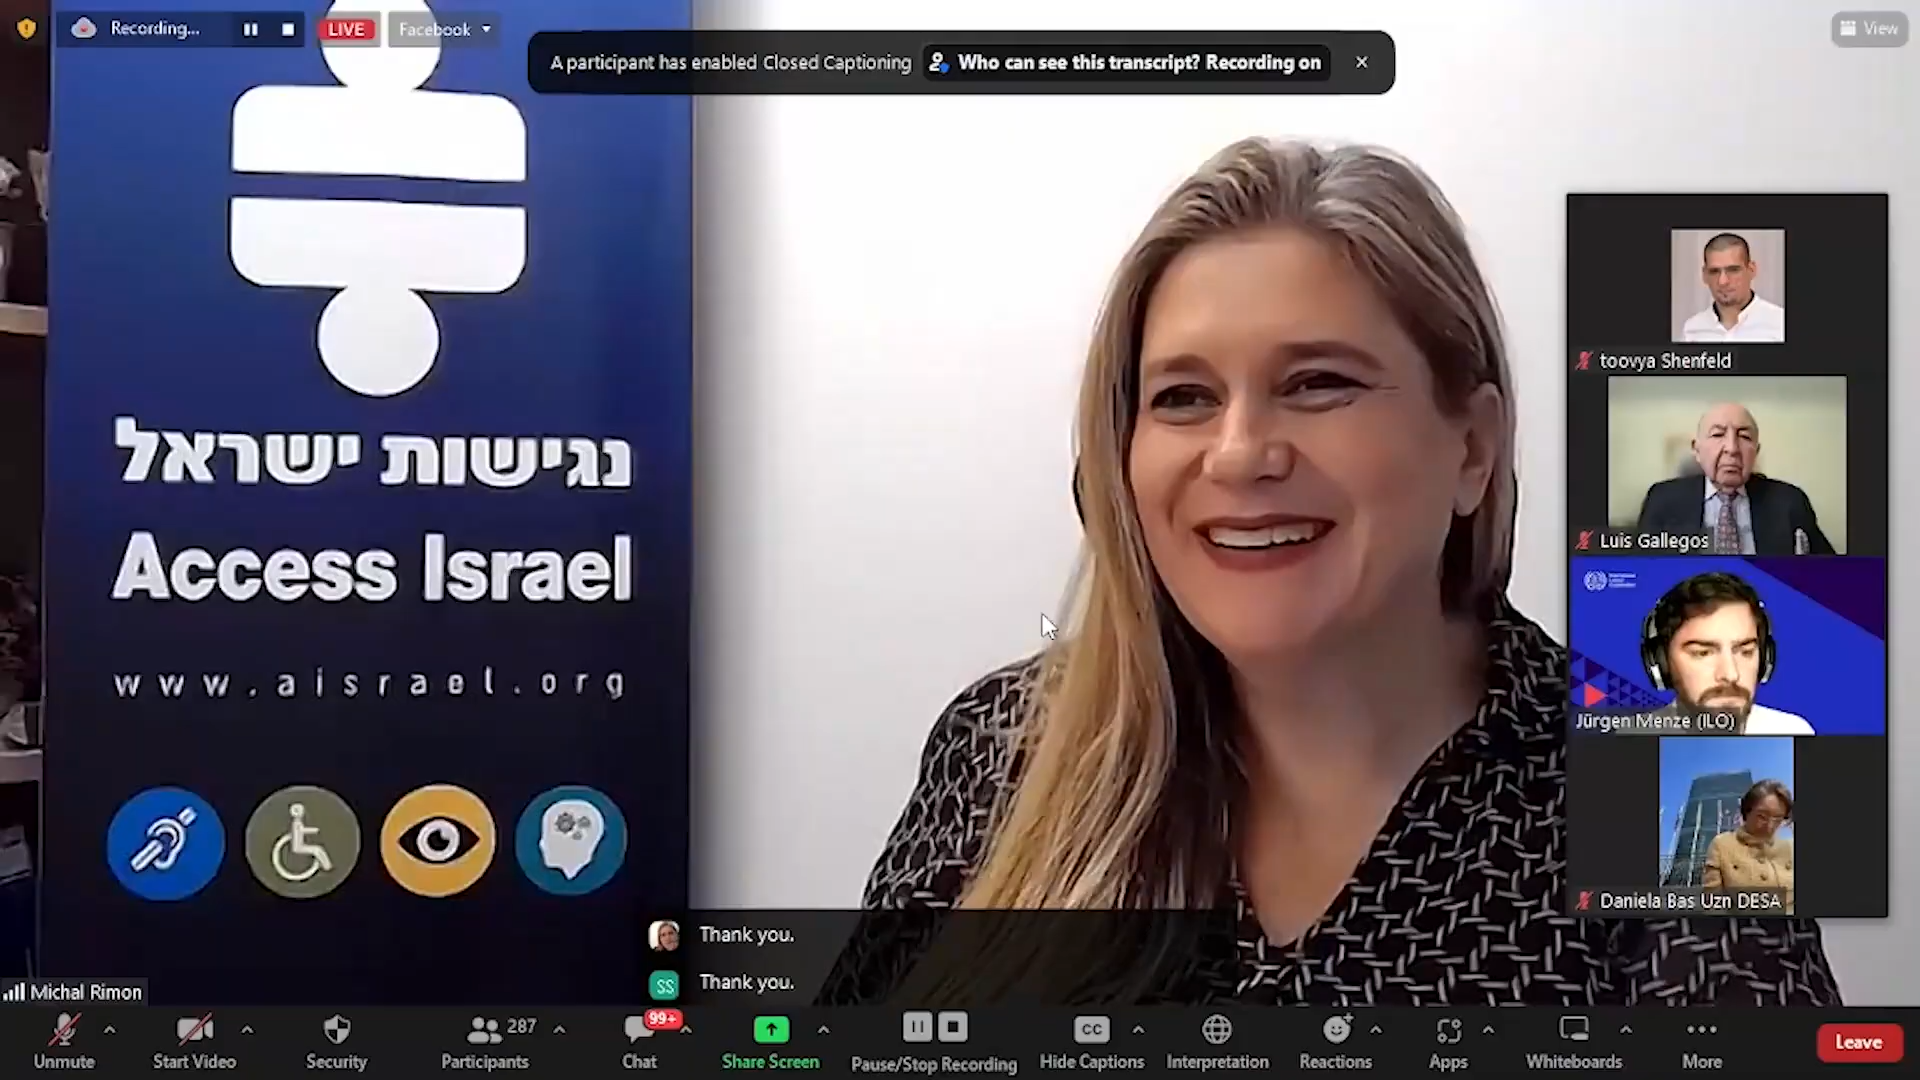 Recording...
LIVE
Facebook
A participant has enabled Closed Captioning
Who can see this transcript? Recording on
View
נגישות ישראל
Access Israel
www.aisrael.org
toovya Shenfeld
Luis Gallegos
Jürgen Menze (ILO)
Daniela Bas Uzn DESA
Thank you.
SS
Thank you.
Michal Rimon
Unmute
Start Video
Security
287
Participants
99+
Chat
Share Screen
Pause/Stop Recording
CC
Hide Captions
Interpretation
Reactions
Apps
Whiteboards
More
Leave